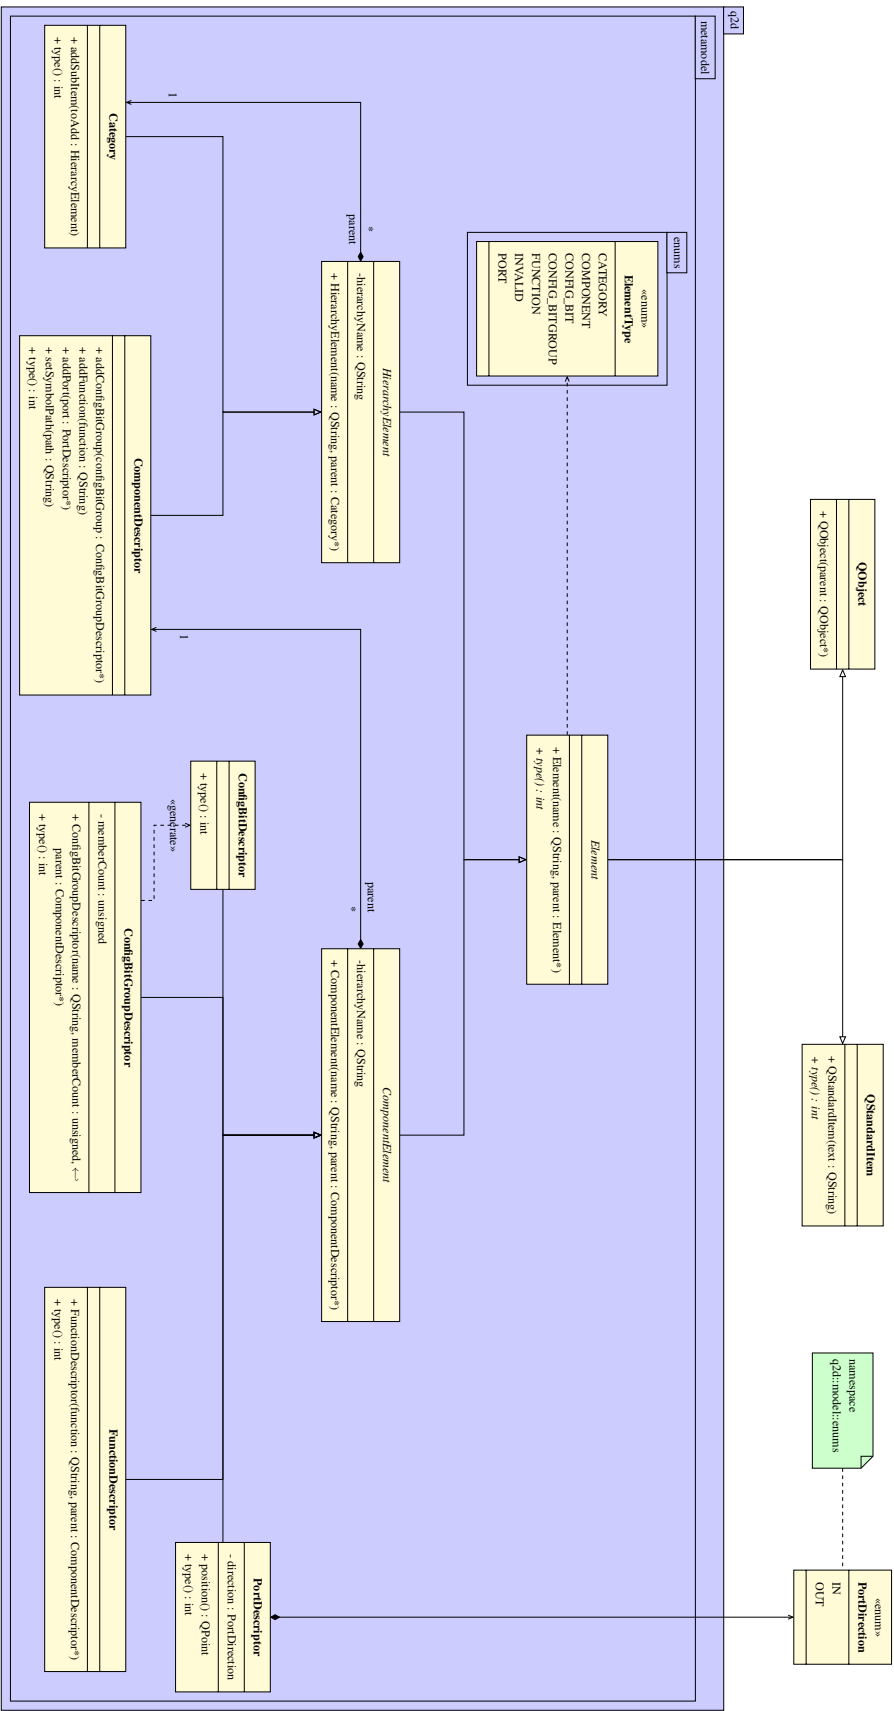 q2d
metamodel
QObject
+ QObject(parent : QObject*)
QStandardItem
+ QStandardItem(text : QString)
+ type() : int
namespace
q2d::model::enums
«enum»
PortDirection
IN
OUT
enums
«enum»
ElementType
CATEGORY
COMPONENT
CONFIG_BIT
CONFIG_BITGROUP
FUNCTION
INVALID
PORT
Element
+ Element(name : QString, parent : Element*)
+ type() : int
HierarchyElement
-hierarchyName : QString
+ HierarchyElement(name : QString, parent : Category*)
*
parent
1
ComponentElement
-hierarchyName : QString
+ ComponentElement(name : QString, parent : ComponentDescriptor*)
parent
*
1
Category
+ addSubItem(toAdd : HierarcyElement)
+ type() : int
ComponentDescriptor
+ addConfigBitGroup(configBitGroup : ConfigBitGroupDescriptor*)
+ addFunction(function : QString)
+ addPort(port : PortDescriptor*)
+ setSymbolPath(path : QString)
+ type() : int
ConfigBitDescriptor
+ type() : int
«generate»
ConfigBitGroupDescriptor
- memberCount : unsigned
+ ConfigBitGroupDescriptor(name : QString, memberCount : unsigned, ↩
parent : ComponentDescriptor*)
+ type() : int
FunctionDescriptor
+ FunctionDescriptor(function : QString, parent : ComponentDescriptor*)
+ type() : int
PortDescriptor
- direction : PortDirection
+ position() : QPoint
+ type() : int